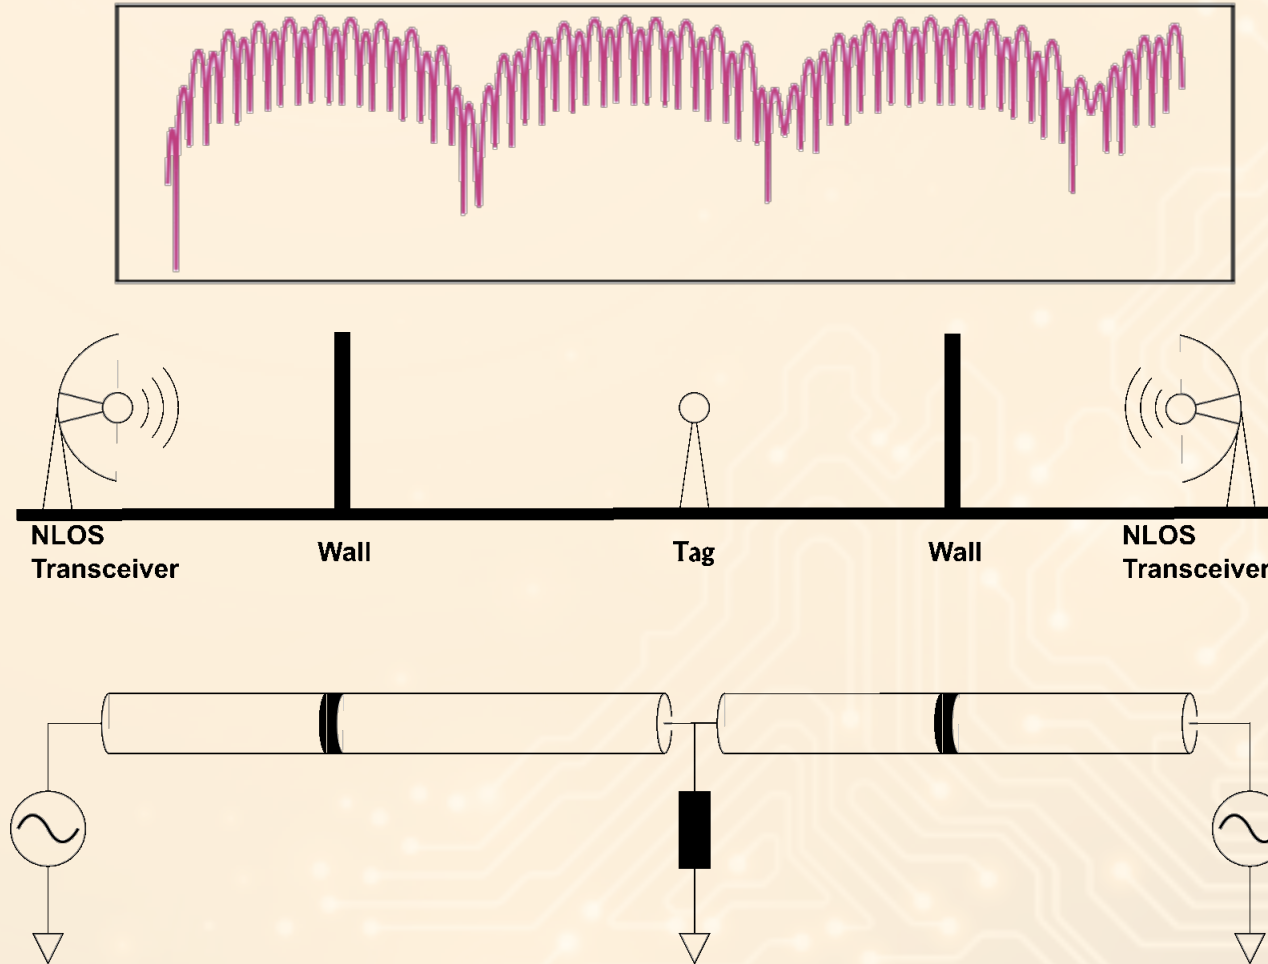 NLOS
Transceiver
Wall
Tag
Wall
NLOS
Transceiver